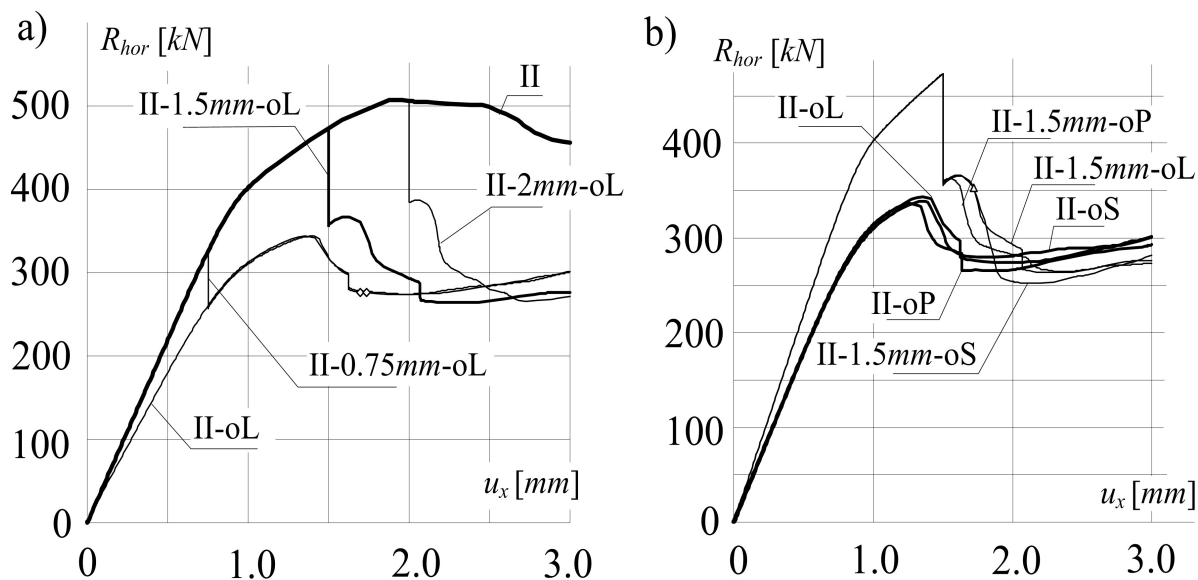 a)
R_hor [kN]
500
400
300
200
100
0
0
1.0
2.0
3.0
u_x [mm]
II
II-1.5mm-oL
II-2mm-oL
II-0.75mm-oL
II-oL
b)
R_hor [kN]
400
300
200
100
0
0
1.0
2.0
3.0
u_x [mm]
II-oL
II-1.5mm-oP
II-1.5mm-oL
II-oS
II-oP
II-1.5mm-oS